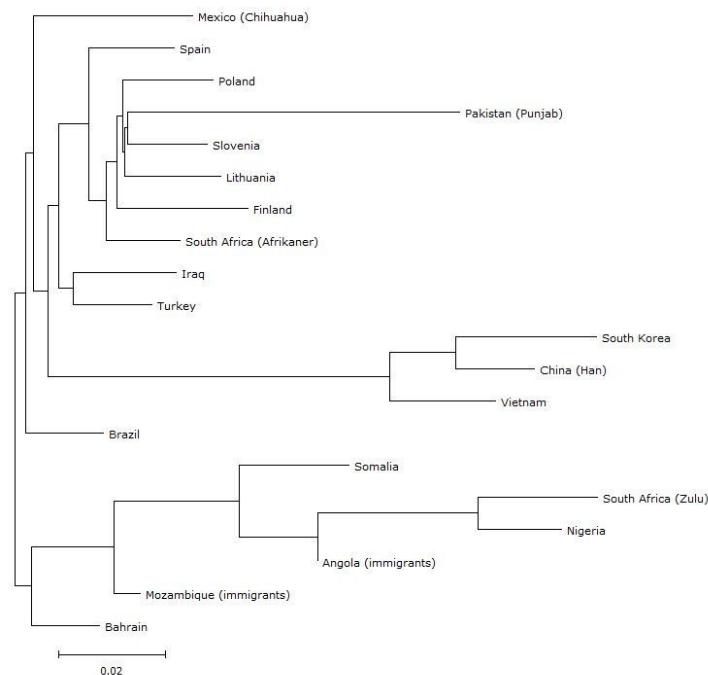 Mexico (Chihuahua)
Spain
Poland
Pakistan (Punjab)
Slovenia
Lithuania
Finland
South Africa (Afrikaner)
Iraq
Turkey
South Korea
China (Han)
Vietnam
Brazil
Somalia
South Africa (Zulu)
Nigeria
Angola (immigrants)
Mozambique (immigrants)
Bahrain
0.02